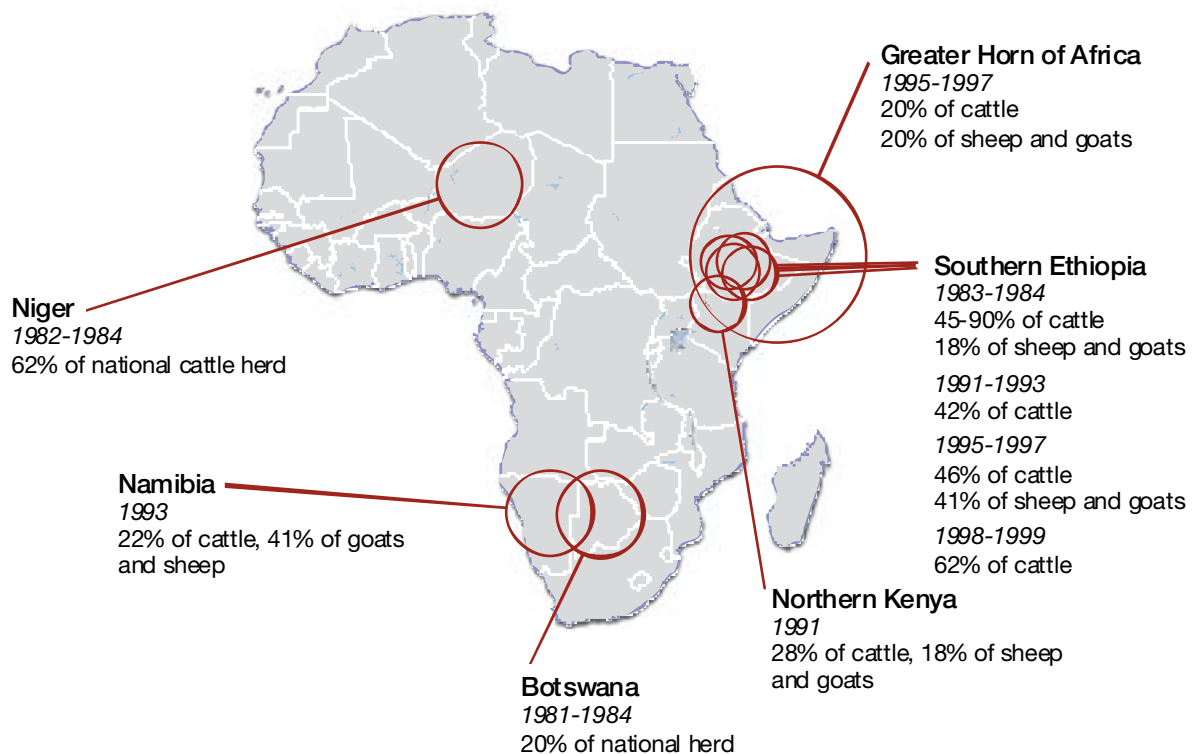 Greater Horn of Africa
1995-1997
20% of cattle
20% of sheep and goats
Southern Ethiopia
1983-1984
45-90% of cattle
18% of sheep and goats
1991-1993
42% of cattle
1995-1997
46% of cattle
41% of sheep and goats
1998-1999
62% of cattle
Niger
1982-1984
62% of national cattle herd
Namibia
1993
22% of cattle, 41% of goats
and sheep
Northern Kenya
1991
28% of cattle, 18% of sheep
and goats
Botswana
1981-1984
20% of national herd